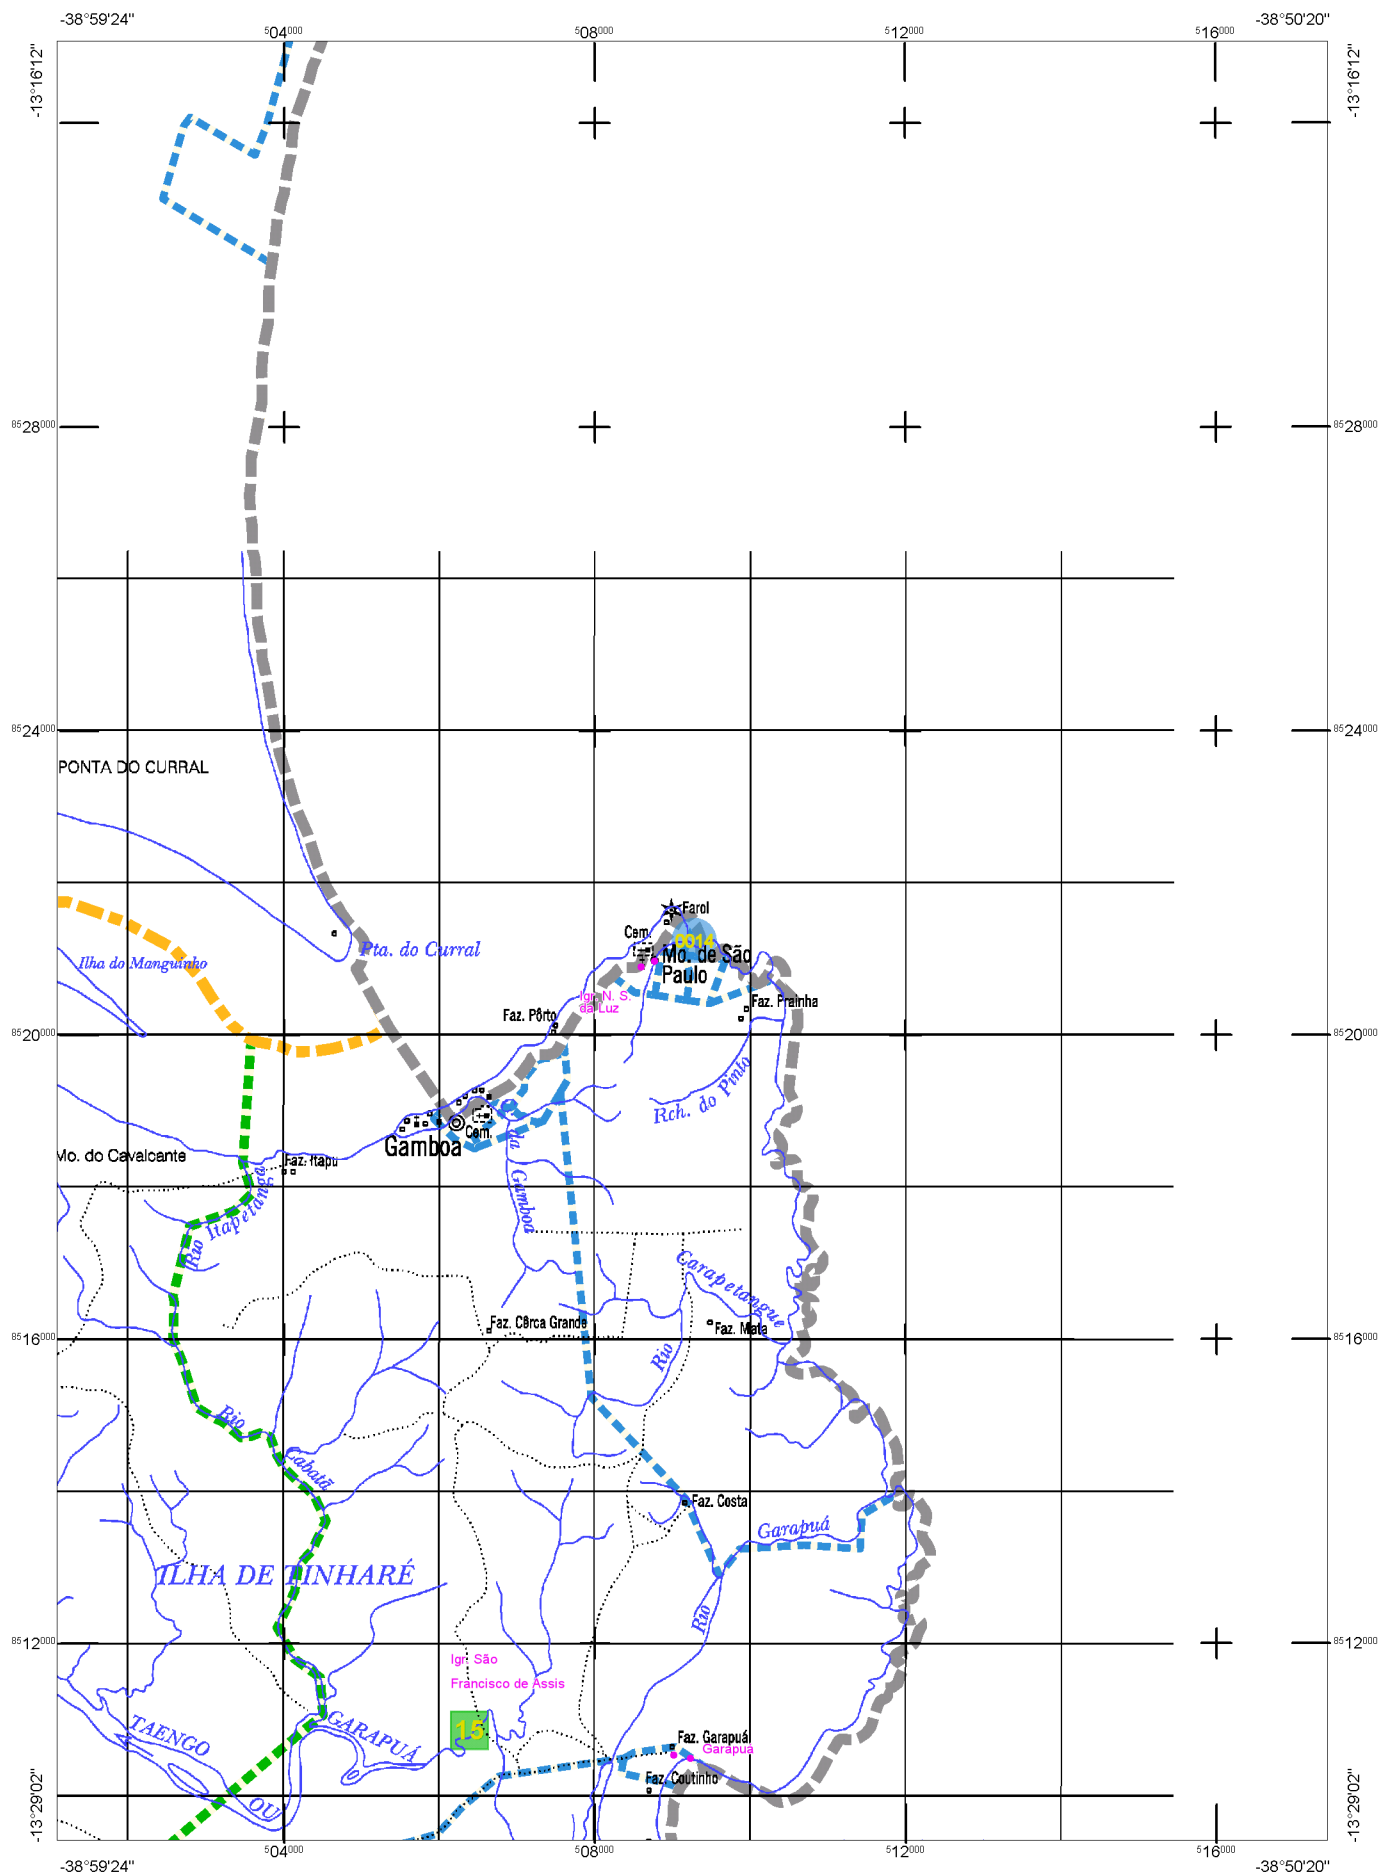 -38°59'24"
-38°50'20"
504000
508000
512000
516000
-13°16'12"
-13°16'12"
8528000
8528000
8524000
8524000
PONTA DO CURRAL
Farol
Cem.
0014
Pta. do Curral
Mo. de São
Paulo
Ilha do Manguinho
Igr. N. S.
da Luz
Faz. Prainha
Faz. Pôrto
8520000
8520000
Rch. do Pinto
Cem.
Gamboa
da Gamboa
Mo. do Cavalcante
Faz. Itapu
Rio Itapetanga
Carapetangue
Faz. Cêrca Grande
Faz. Mata
8516000
8516000
Rio
Rio
Cabatã
Faz. Costa
Garapuá
ILHA DE TINHARÉ
Rio
8512000
8512000
Igr. São
Francisco de Assis
15
TAENGO
GARAPUÁ
Faz. Garapuá
Garapuá
Faz. Coutinho
OU
-13°29'02"
-13°29'02"
504000
508000
512000
516000
-38°59'24"
-38°50'20"